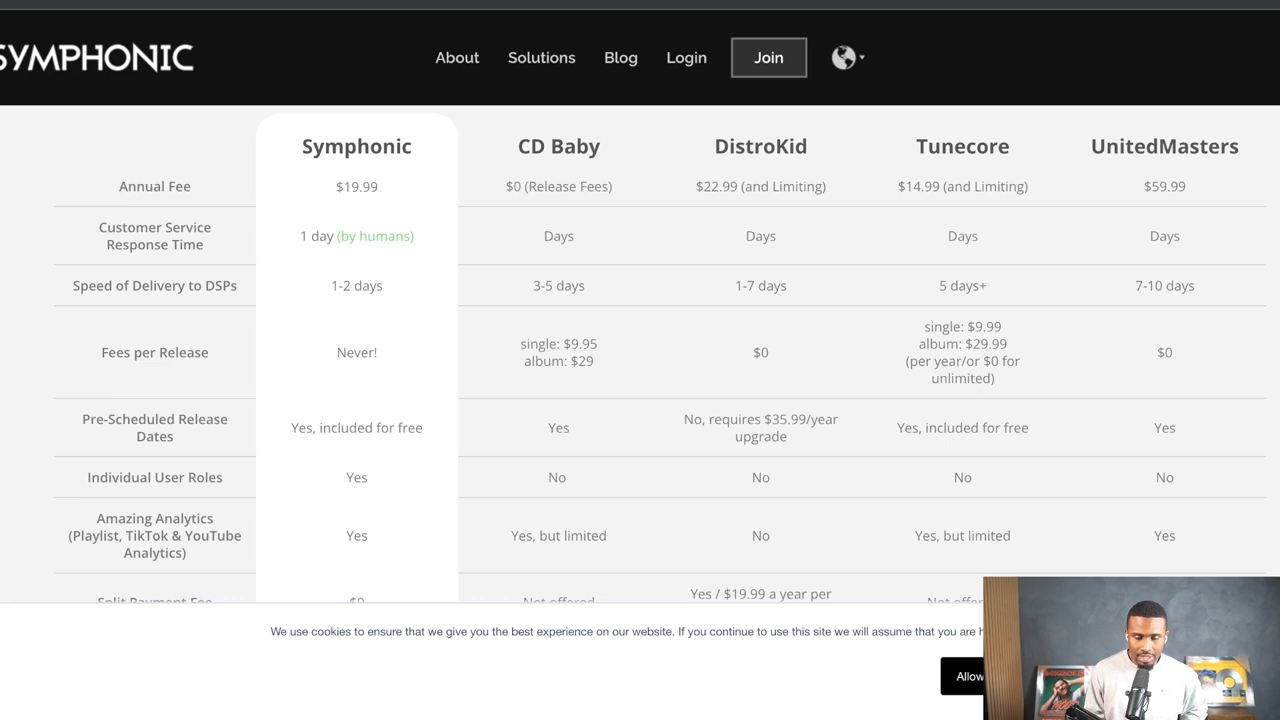 SYMPHONIC
About Solutions Blog Login Join
Symphonic CD Baby DistroKid Tunecore UnitedMasters
Annual Fee $19.99 $0 (Release Fees) $22.99 (and Limiting) $14.99 (and Limiting) $59.99
Customer Service
Response Time
1 day (by humans) Days Days Days Days
Speed of Delivery to DSPs 1-2 days 3-5 days 1-7 days 5 days+ 7-10 days
Fees per Release Never!
single: $9.95
album: $29
$0
single: $9.99
album: $29.99
(per year/or $0 for
unlimited)
$0
Pre-Scheduled Release
Dates
Yes, included for free Yes
No, requires $35.99/year
upgrade
Yes, included for free Yes
Individual User Roles Yes No No No No
Amazing Analytics
(Playlist, TikTok & YouTube
Analytics)
Yes Yes, but limited No Yes, but limited Yes
Split Payment Fee $0 Not offered
Yes / $19.99 a year per
Not
We use cookies to ensure that we give you the best experience on our website. If you continue to use this site we will assume that you are
Allow